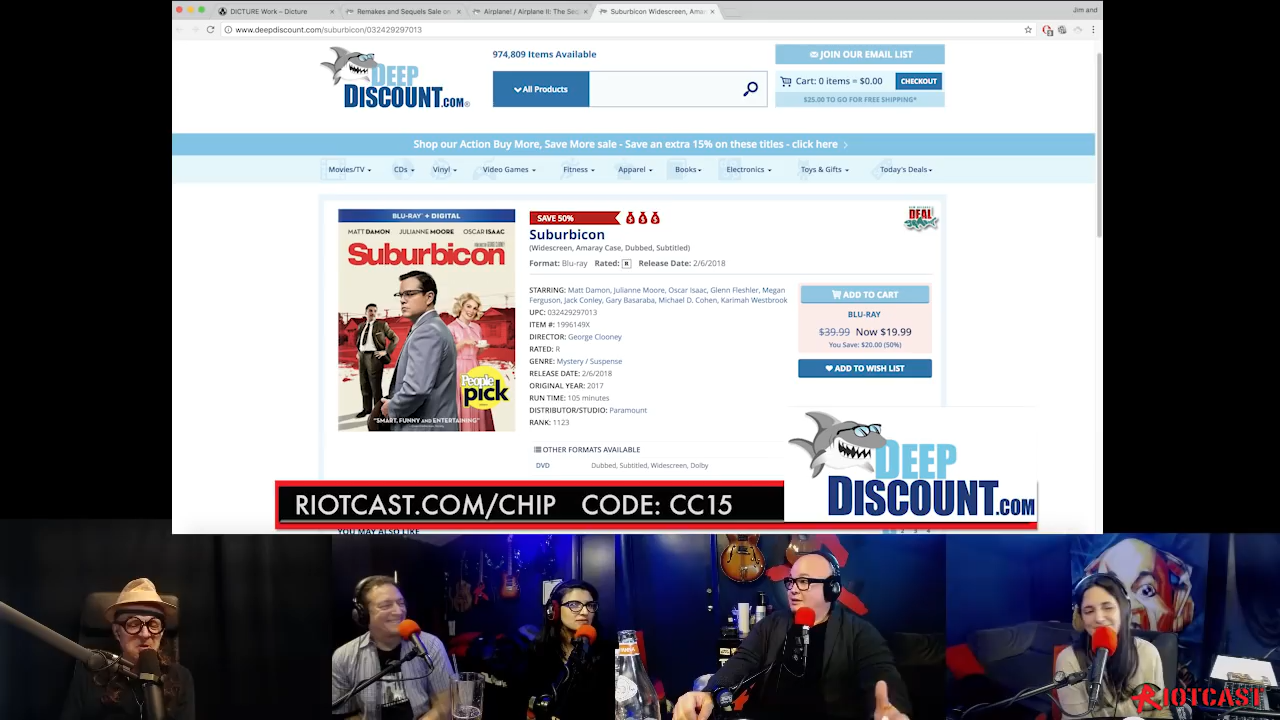 DICTURE Work – Dicture
Remakes and Sequels Sale on
Airplane! / Airplane II: The Seq
Suburbicon Widescreen, Amar
Jim and
www.deepdiscount.com/suburbicon/032429297013
DEEP
DISCOUNT.COM®
974,809 Items Available
All Products
JOIN OUR EMAIL LIST
Cart: 0 items = $0.00
CHECKOUT
$25.00 TO GO FOR FREE SHIPPING*
Shop our Action Buy More, Save More sale - Save an extra 15% on these titles - click here
Movies/TV CDs Vinyl Video Games Fitness Apparel Books Electronics Toys & Gifts Today's Deals
BLU-RAY + DIGITAL
MATT DAMON JULIANNE MOORE OSCAR ISAAC
Suburbicon
People
pick
"SMART, FUNNY AND ENTERTAINING"
SAVE 50%
DEAL
Suburbicon
(Widescreen, Amaray Case, Dubbed, Subtitled)
Format: Blu-ray Rated: R Release Date: 2/6/2018
STARRING: Matt Damon, Julianne Moore, Oscar Isaac, Glenn Fleshler, Megan
Ferguson, Jack Conley, Gary Basaraba, Michael D. Cohen, Karimah Westbrook
UPC: 032429297013
ITEM #: 1996149X
DIRECTOR: George Clooney
RATED: R
GENRE: Mystery / Suspense
RELEASE DATE: 2/6/2018
ORIGINAL YEAR: 2017
RUN TIME: 105 minutes
DISTRIBUTOR/STUDIO: Paramount
RANK: 1123
OTHER FORMATS AVAILABLE
DVD Dubbed, Subtitled, Widescreen, Dolby
ADD TO CART
BLU-RAY
$39.99 Now $19.99
You Save: $20.00 (50%)
ADD TO WISH LIST
DEEP
DISCOUNT.COM
RIOTCAST.COM/CHIP CODE: CC15
YOU MAY ALSO LIKE
2 3 4
RIOTCAST